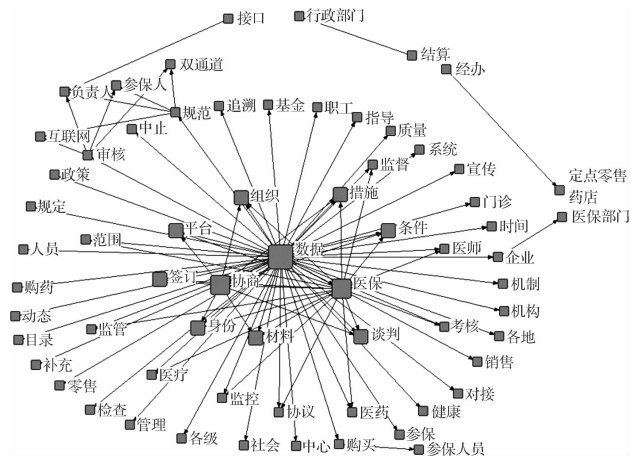 接口
行政部门
结算
双通道
经办
负责人
参保人
规范
追溯
基金
职工
指导
质量
互联网
中止
审核
系统
监督
宣传
政策
定点零售
药店
组织
措施
门诊
规定
医保部门
平台
条件
时间
范围
人员
数据
医师
企业
签订
协商
医保
机制
购药
动态
监管
身份
材料
谈判
考核
机构
各地
目录
补充
医疗
销售
零售
监控
协议
医药
健康
对接
检查
管理
各级
社会
中心
购买
参保
参保人员